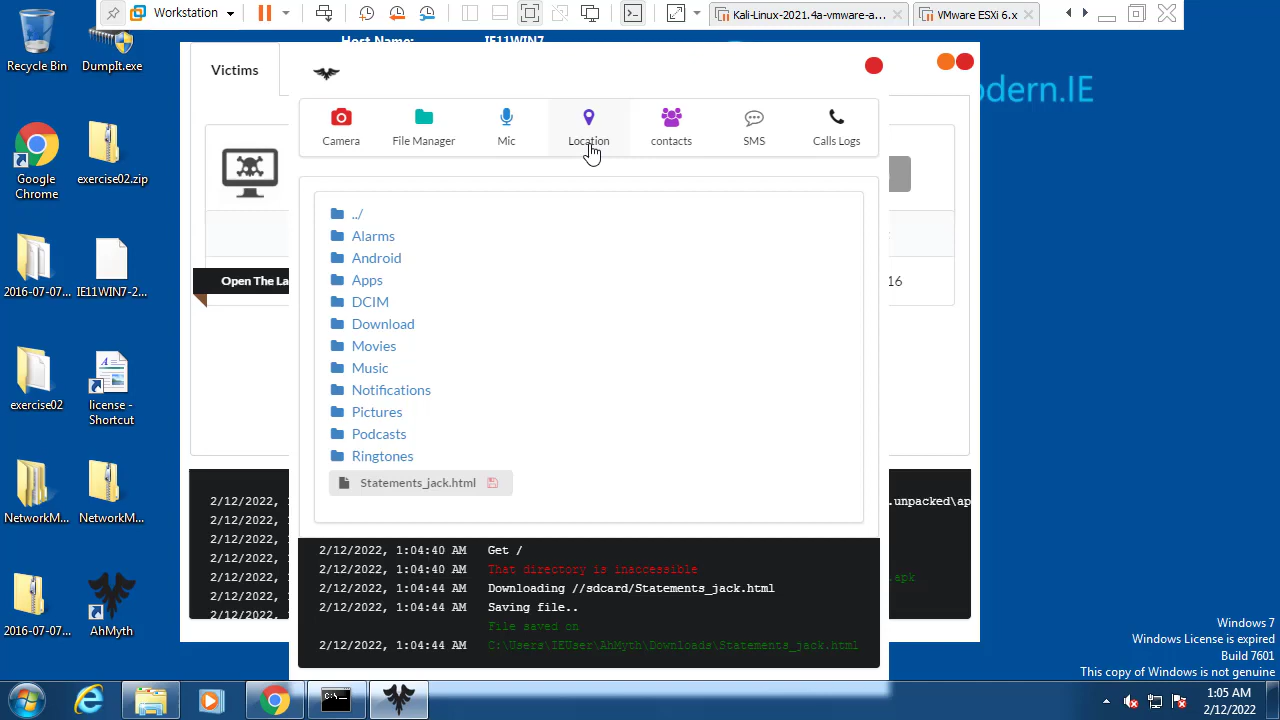 Workstation
Kali-Linux-2021.4a-vmware-a...
VMware ESXi 6.x
Host Name: IE11WIN7
Recycle Bin
DumpIt.exe
Victims
odern.IE
Camera
File Manager
Mic
Location
contacts
SMS
Calls Logs
Google Chrome
exercise02.zip
../
Alarms
Android
Apps
DCIM
Download
Movies
Music
Notifications
Pictures
Podcasts
Ringtones
Statements_jack.html
2016-07-07...
IE11WIN7-2...
Open The La
16
exercise02
license - Shortcut
NetworkM...
NetworkM...
2016-07-07...
AhMyth
2/12/2022, 1
2/12/2022,
2/12/2022,
2/12/2022,
2/12/2022,
2/12/2022,
2/12/2022,
.unpacked\ap
.apk
2/12/2022, 1:04:40 AM Get /
2/12/2022, 1:04:40 AM That directory is inaccessible
2/12/2022, 1:04:44 AM Downloading //sdcard/Statements_jack.html
2/12/2022, 1:04:44 AM Saving file..
File saved on
2/12/2022, 1:04:44 AM C:\Users\IEUser\AhMyth\Downloads\Statements_jack.html
Windows 7
Windows License is expired
Build 7601
This copy of Windows is not genuine
C:\
1:05 AM
2/12/2022